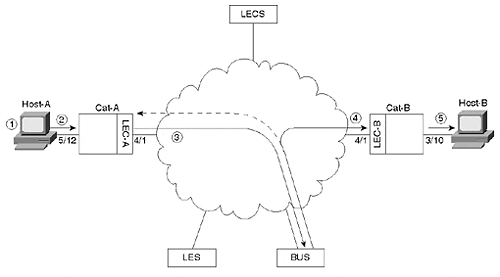 LECS
Host-A
Cat-A
Cat-B
Host-B
① ② ③ ④ ⑤
LEC-A
LEC-B
5/12
4/1
4/1
3/10
LES
BUS